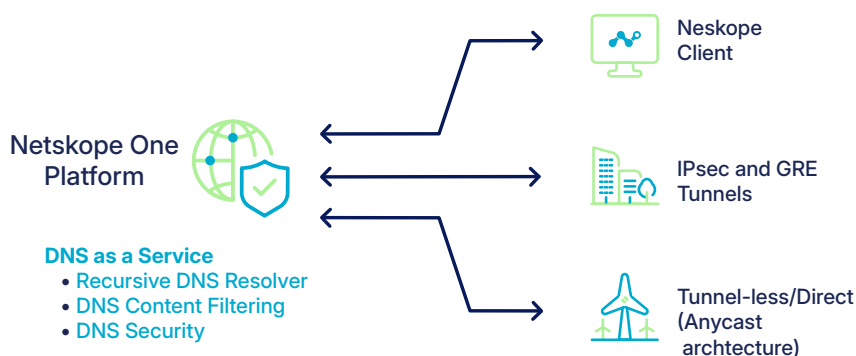 Netskope One
Platform
DNS as a Service
• Recursive DNS Resolver
• DNS Content Filtering
• DNS Security
Neskope
Client
IPsec and GRE
Tunnels
Tunnel-less/Direct
(Anycast
archtecture)